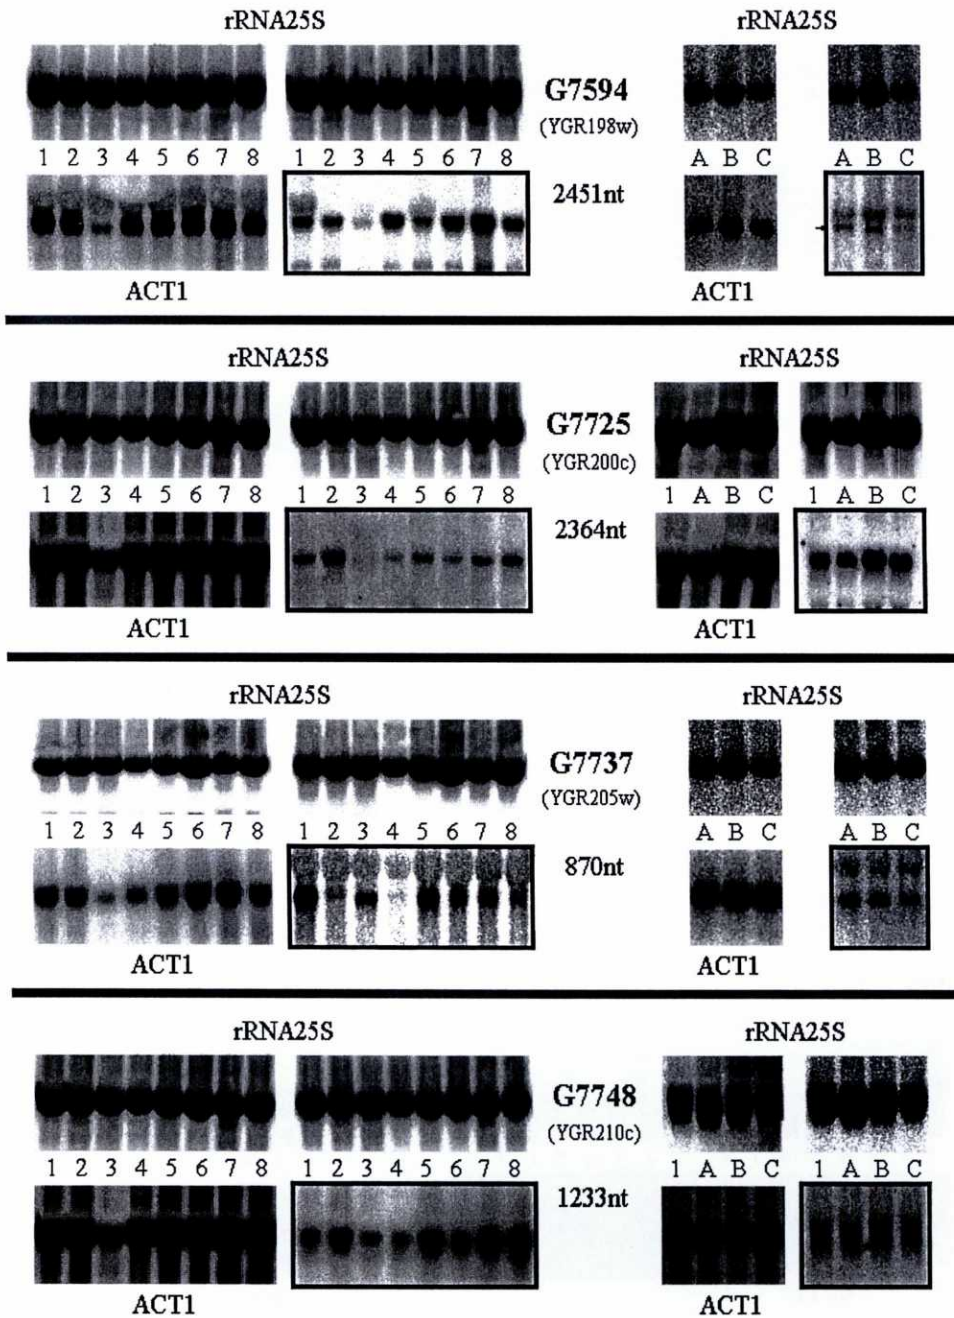 rRNA25S
G7594
(YGR198w)
1 2 3 4 5 6 7 8
1 2 3 4 5 6 7 8
A B C
A B C
2451nt
ACT1
ACT1
rRNA25S
rRNA25S
G7725
(YGR200c)
1 2 3 4 5 6 7 8
1 2 3 4 5 6 7 8
1 A B C
1 A B C
2364nt
ACT1
ACT1
rRNA25S
rRNA25S
G7737
(YGR205w)
1 2 3 4 5 6 7 8
1 2 3 4 5 6 7 8
A B C
A B C
870nt
ACT1
ACT1
rRNA25S
rRNA25S
G7748
(YGR210c)
1 2 3 4 5 6 7 8
1 2 3 4 5 6 7 8
1 A B C
1 A B C
1233nt
ACT1
ACT1
rRNA25S